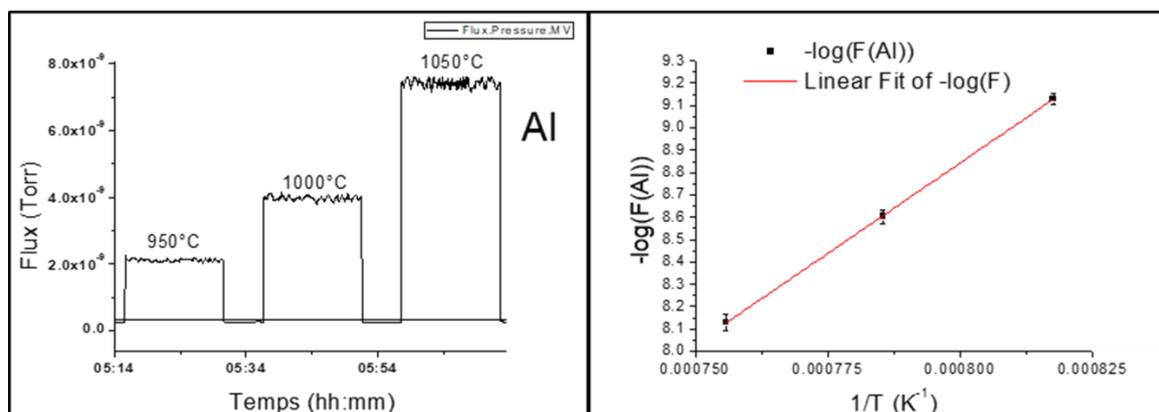 Flux.Pressure.MV
8.0x10⁻⁹
6.0x10⁻⁹
4.0x10⁻⁹
2.0x10⁻⁹
0.0
Flux (Torr)
950°C
1000°C
1050°C
Al
05:14
05:34
05:54
Temps (hh:mm)
-log(F(Al))
Linear Fit of -log(F)
9.3
9.2
9.1
9.0
8.9
8.8
8.7
8.6
8.5
8.4
8.3
8.2
8.1
8.0
-log(F(Al))
0.000750
0.000775
0.000800
0.000825
1/T (K⁻¹)